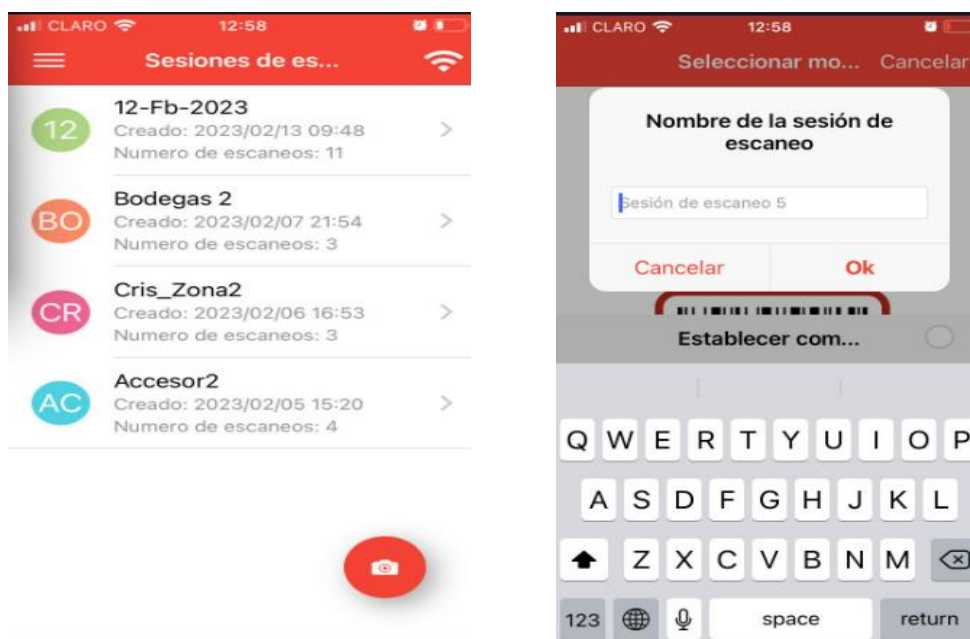 CLARO 12:58
Sesiones de es...
12
12-Fb-2023
Creado: 2023/02/13 09:48
Numero de escaneos: 11
BO
Bodegas 2
Creado: 2023/02/07 21:54
Numero de escaneos: 3
CR
Cris_Zona2
Creado: 2023/02/06 16:53
Numero de escaneos: 3
AC
Accesor2
Creado: 2023/02/05 15:20
Numero de escaneos: 4
CLARO 12:58
Seleccionar mo... Cancelar
Nombre de la sesión de
escaneo
Sesión de escaneo 5
Cancelar Ok
Establecer com...
Q W E R T Y U I O P
A S D F G H J K L
Z X C V B N M
123 space return